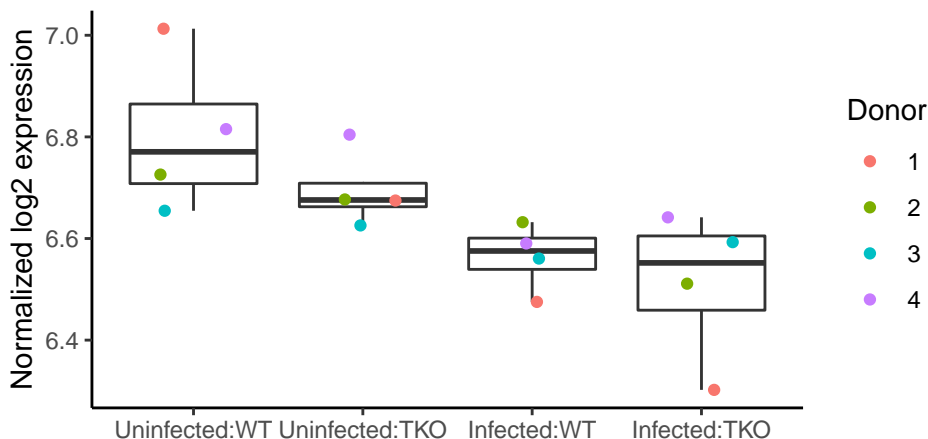 Normalized log2 expression
7.0
6.8
6.6
6.4
Uninfected:WT Uninfected:TKO Infected:WT Infected:TKO
Donor
1
2
3
4